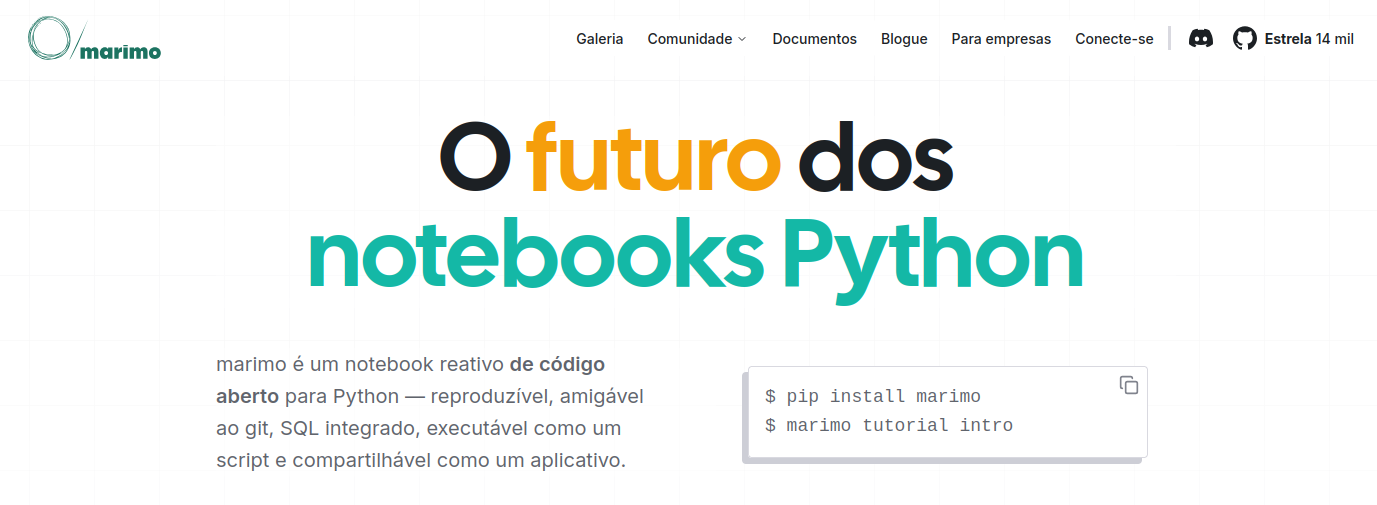 marimo
Galeria Comunidade Documentos Blogue Para empresas Conecte-se Estrela 14 mil
O futuro dos
notebooks Python
marimo é um notebook reativo de código
aberto para Python — reproduzível, amigável
ao git, SQL integrado, executável como um
script e compartilhável como um aplicativo.
$ pip install marimo
$ marimo tutorial intro